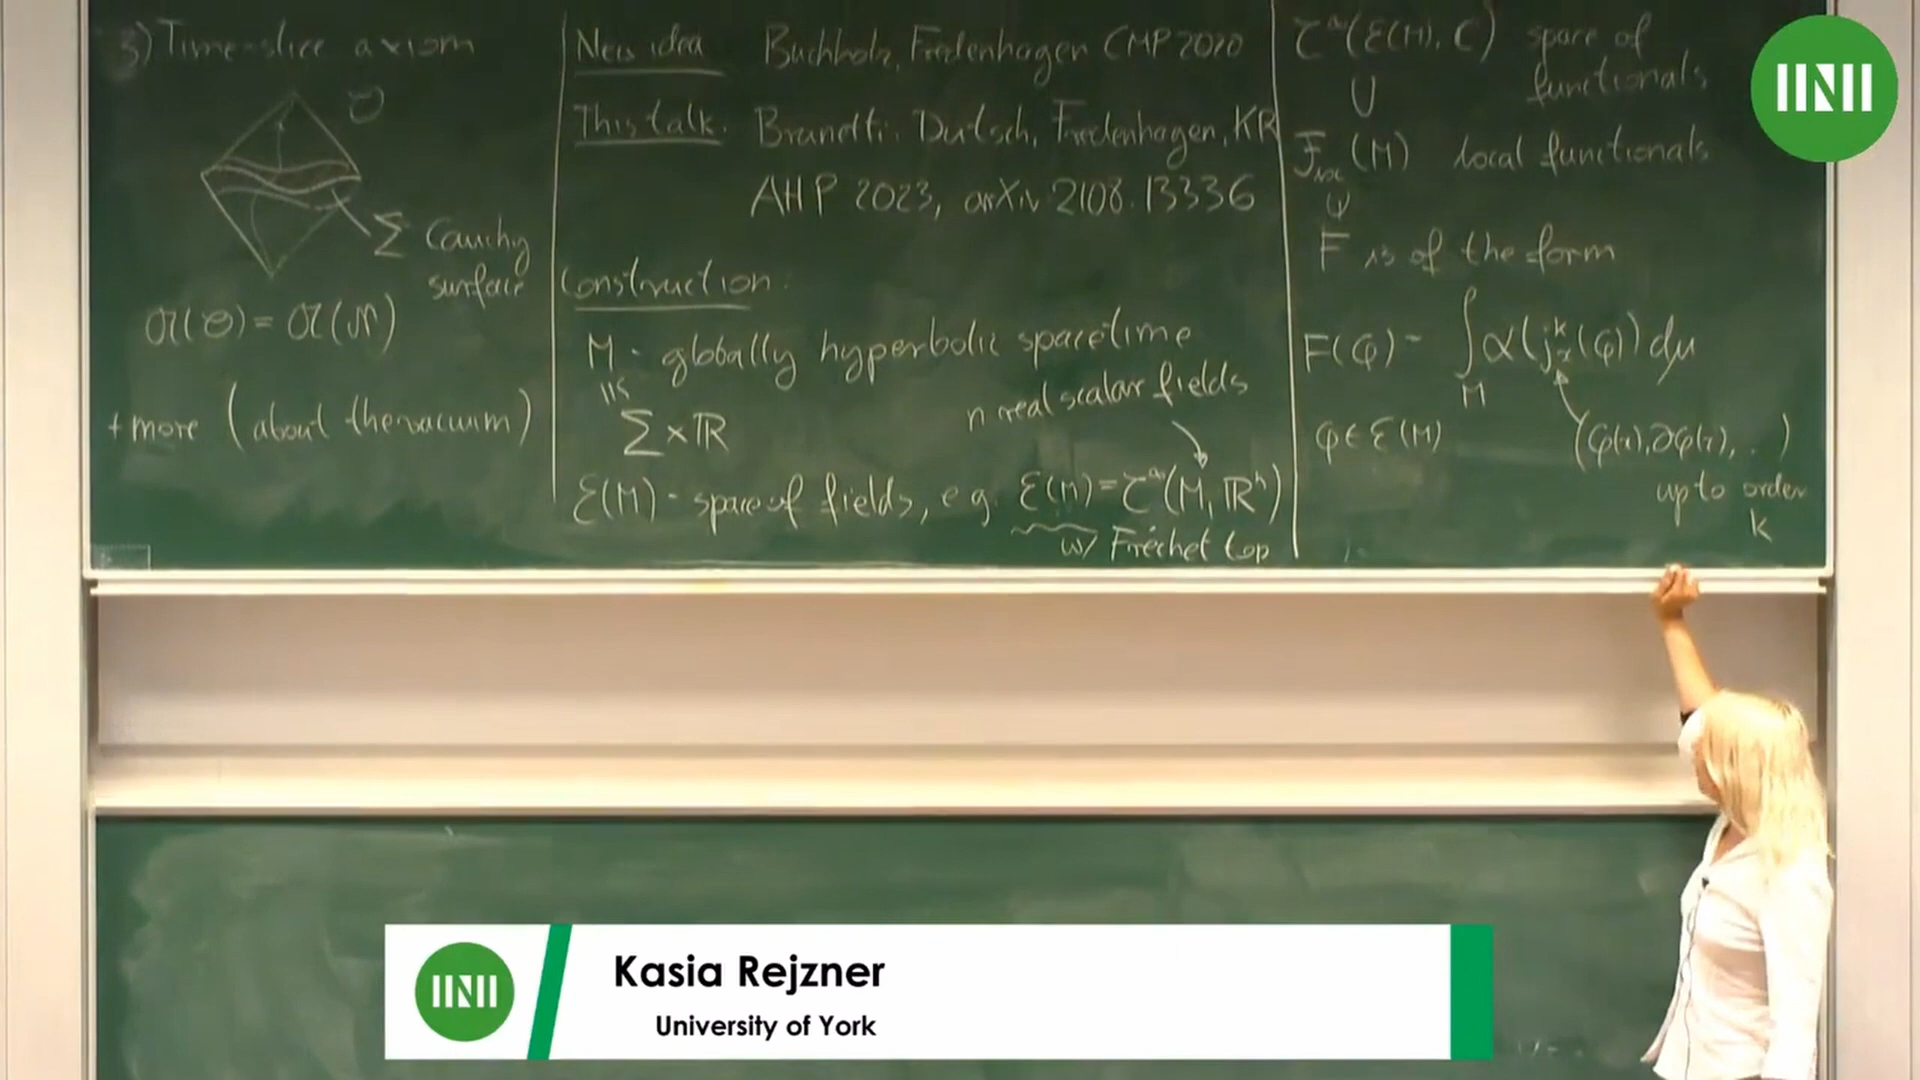 3) Time-slice axiom
O
Σ Cauchy
surface
𝔄(O) = 𝔄(N)
+ more (about the vacuum)
New idea Buchholz, Fredenhagen CMP 2020
This talk: Brunetti, Dütsch, Fredenhagen, KR
AHP 2023, arXiv 2108.13336
Construction:
M - globally hyperbolic spacetime
≅
Σ × ℝ
n real scalar fields
ℰ(M) - space of fields, e.g. ℰ(M) = C^∞(M, ℝⁿ)
w/ Fréchet top
C^∞(ℰ(M), ℂ) space of
functionals
∪
F_loc(M) local functionals
∈
F is of the form
F(φ) = ∫_M α(j^k_x(φ)) dμ
φ ∈ ℰ(M)
(φ(x), ∂φ(x), ...)
up to order
k
INI
INI
Kasia Rejzner
University of York